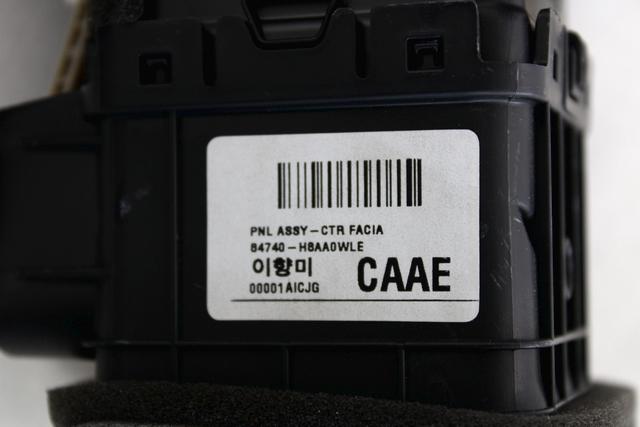 PNL ASSY-CTR FACIA
84740-H8AA0WLE
이향미
00001AICJG
CAAE